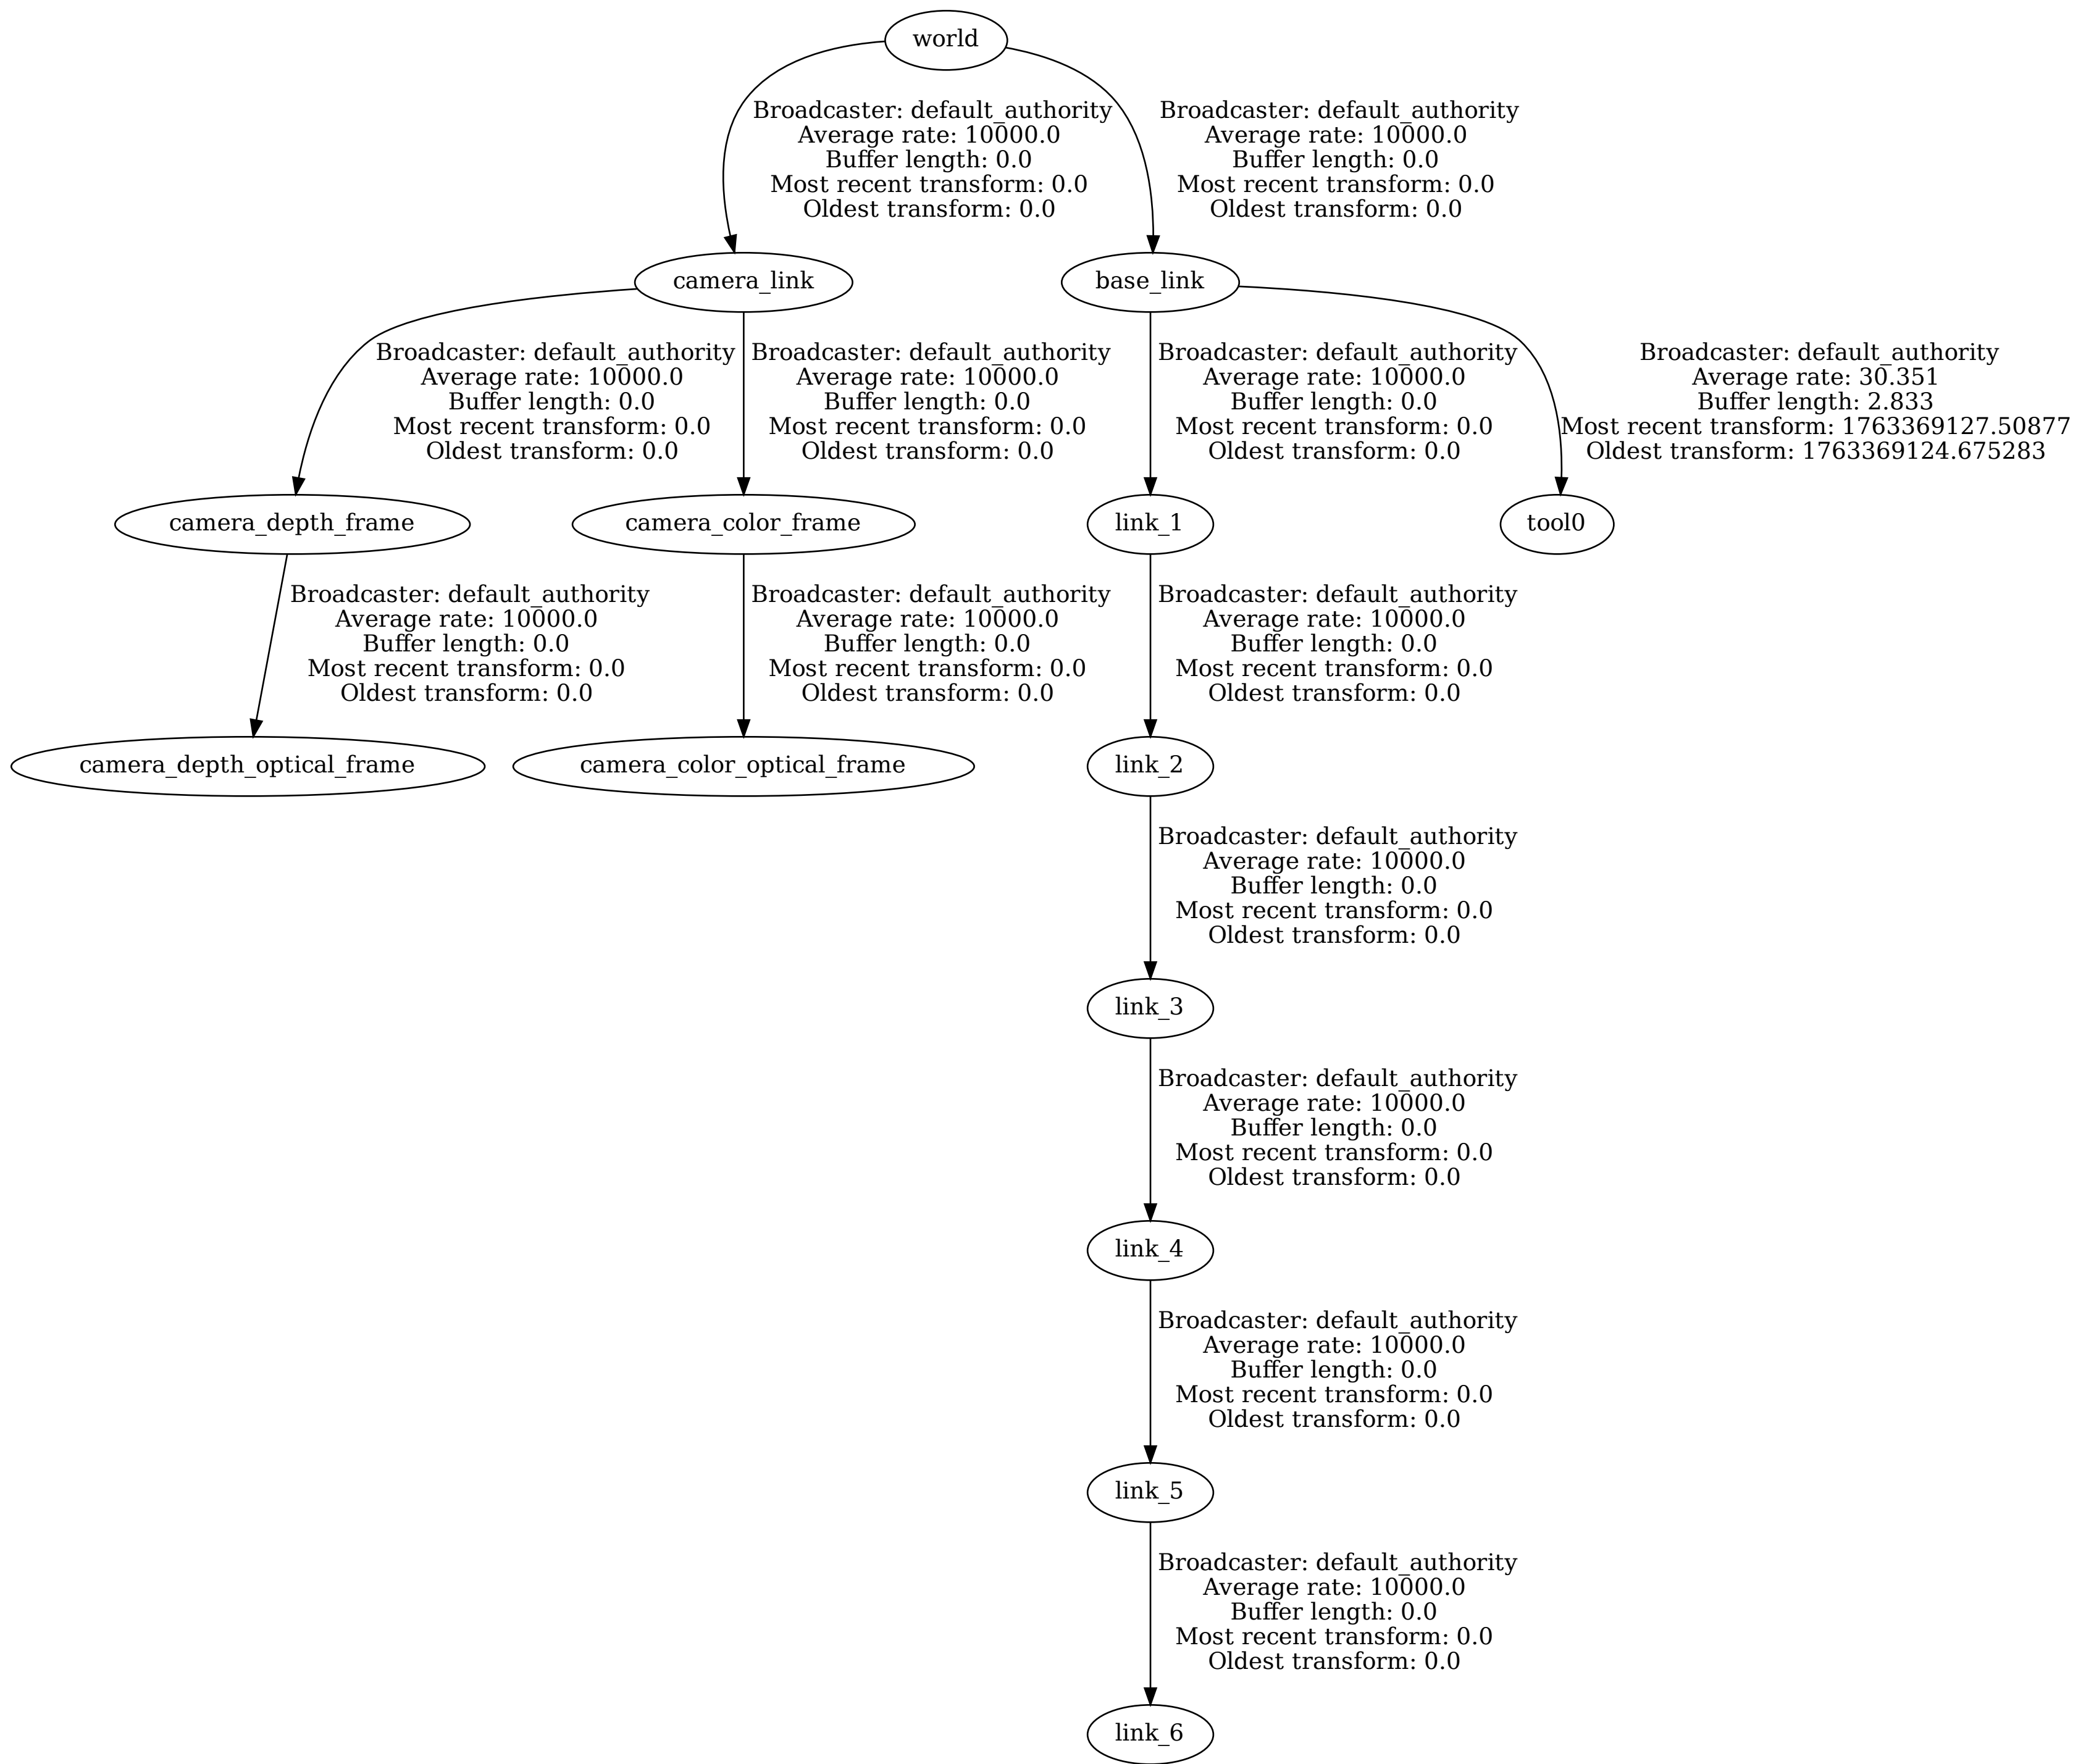 world
Broadcaster: default_authority
Average rate: 10000.0
Buffer length: 0.0
Most recent transform: 0.0
Oldest transform: 0.0
Broadcaster: default_authority
Average rate: 10000.0
Buffer length: 0.0
Most recent transform: 0.0
Oldest transform: 0.0
camera_link
base_link
Broadcaster: default_authority
Average rate: 10000.0
Buffer length: 0.0
Most recent transform: 0.0
Oldest transform: 0.0
Broadcaster: default_authority
Average rate: 10000.0
Buffer length: 0.0
Most recent transform: 0.0
Oldest transform: 0.0
Broadcaster: default_authority
Average rate: 10000.0
Buffer length: 0.0
Most recent transform: 0.0
Oldest transform: 0.0
Broadcaster: default_authority
Average rate: 30.351
Buffer length: 2.833
Most recent transform: 1763369127.50877
Oldest transform: 1763369124.675283
camera_depth_frame
camera_color_frame
link_1
tool0
Broadcaster: default_authority
Average rate: 10000.0
Buffer length: 0.0
Most recent transform: 0.0
Oldest transform: 0.0
Broadcaster: default_authority
Average rate: 10000.0
Buffer length: 0.0
Most recent transform: 0.0
Oldest transform: 0.0
Broadcaster: default_authority
Average rate: 10000.0
Buffer length: 0.0
Most recent transform: 0.0
Oldest transform: 0.0
camera_depth_optical_frame
camera_color_optical_frame
link_2
Broadcaster: default_authority
Average rate: 10000.0
Buffer length: 0.0
Most recent transform: 0.0
Oldest transform: 0.0
link_3
Broadcaster: default_authority
Average rate: 10000.0
Buffer length: 0.0
Most recent transform: 0.0
Oldest transform: 0.0
link_4
Broadcaster: default_authority
Average rate: 10000.0
Buffer length: 0.0
Most recent transform: 0.0
Oldest transform: 0.0
link_5
Broadcaster: default_authority
Average rate: 10000.0
Buffer length: 0.0
Most recent transform: 0.0
Oldest transform: 0.0
link_6